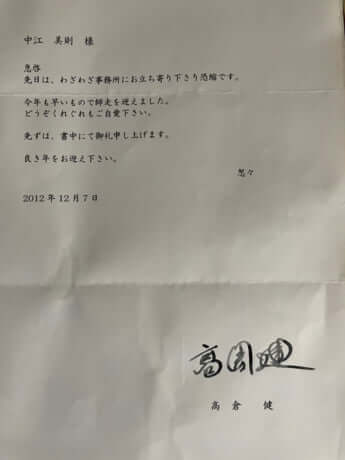 中江 美則 様
急啓
先日は、わざわざ事務所にお立ち寄り下さり恐縮です。
今年も早いもので師走を迎えました。
どうぞくれぐれもご自愛下さい。
先ずは、書中にて御礼申し上げます。
良き年をお迎え下さい。
怱々
2012年12月7日
高倉健
高 倉 健